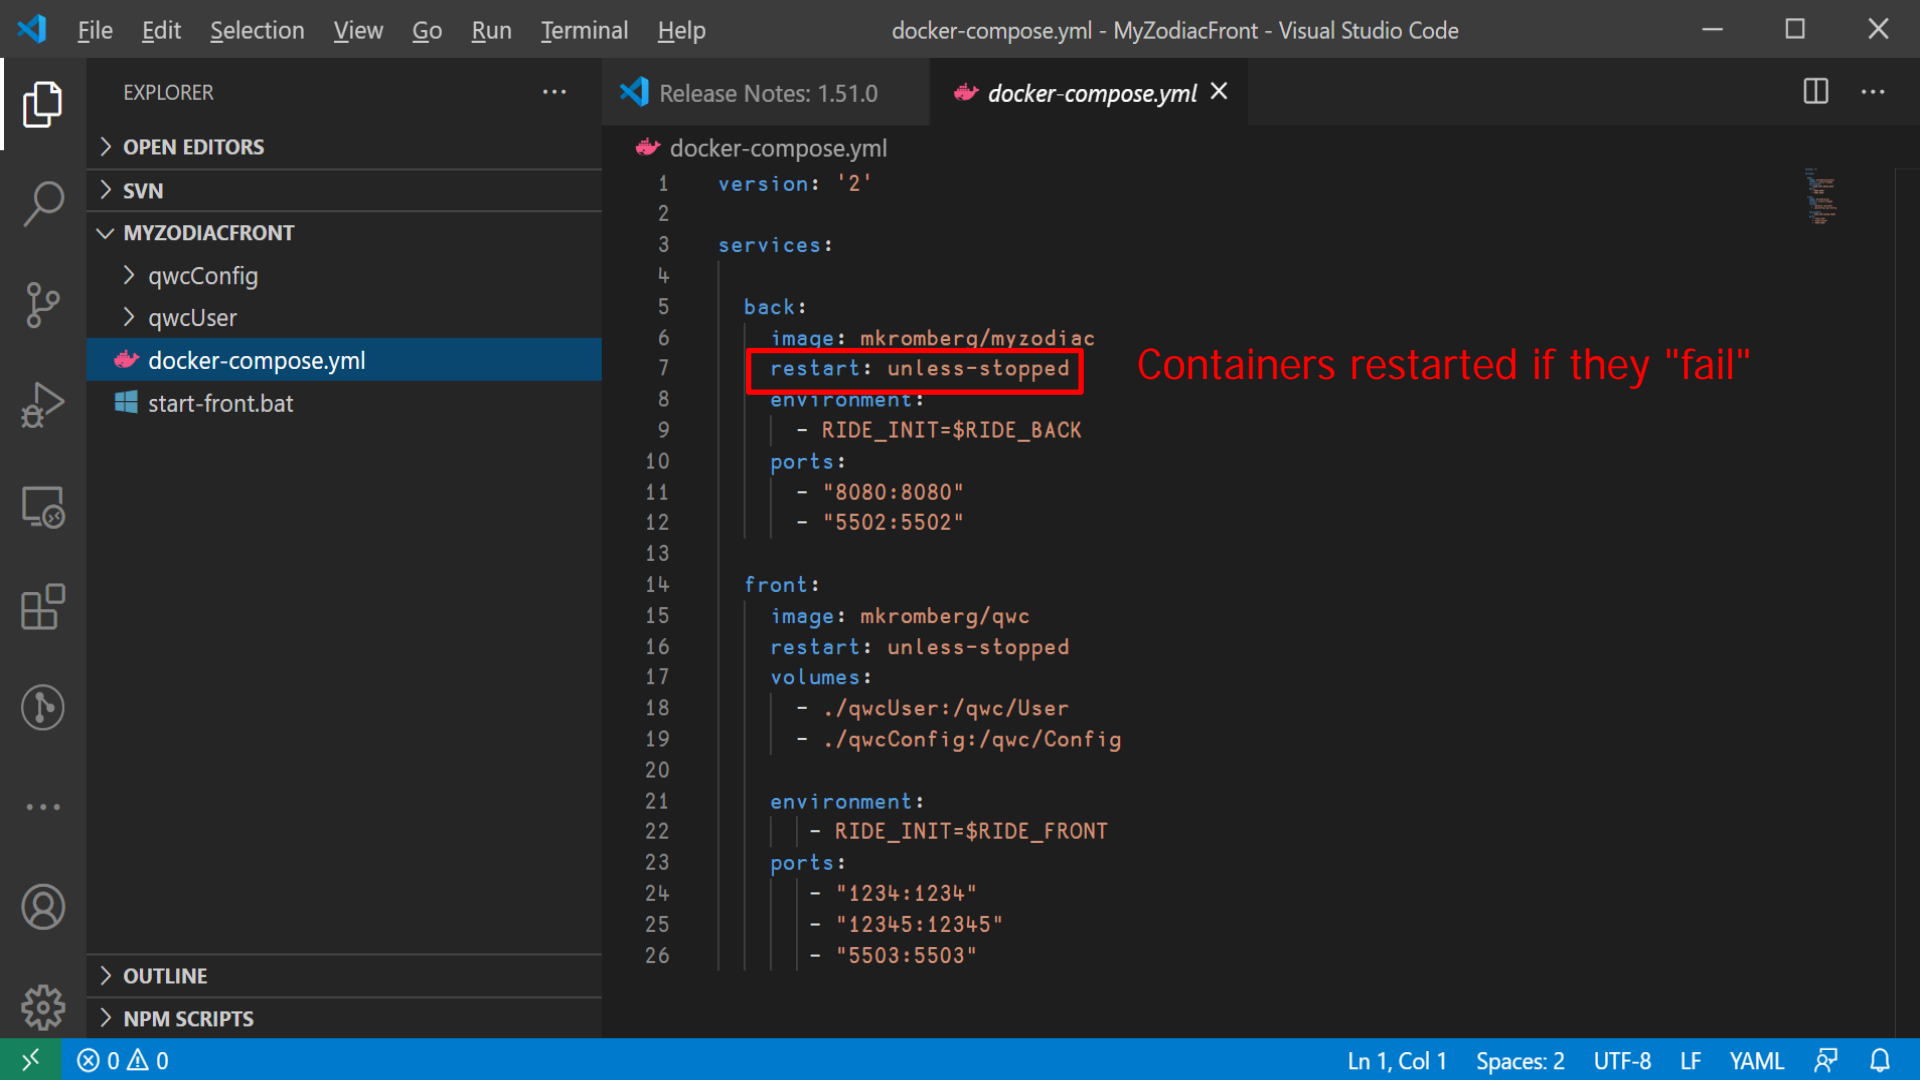 File Edit Selection View Go Run Terminal Help docker-compose.yml - MyZodiacFront - Visual Studio Code
EXPLORER
OPEN EDITORS
SVN
MYZODIACFRONT
qwcConfig
qwcUser
docker-compose.yml
start-front.bat
OUTLINE
NPM SCRIPTS
Release Notes: 1.51.0 docker-compose.yml
docker-compose.yml
1 version: '2'
2
3 services:
4
5 back:
6 image: mkromberg/myzodiac
7 restart: unless-stopped
Containers restarted if they "fail"
8 environment:
9 - RIDE_INIT=$RIDE_BACK
10 ports:
11 - "8080:8080"
12 - "5502:5502"
13
14 front:
15 image: mkromberg/qwc
16 restart: unless-stopped
17 volumes:
18 - ./qwcUser:/qwc/User
19 - ./qwcConfig:/qwc/Config
20
21 environment:
22 - RIDE_INIT=$RIDE_FRONT
23 ports:
24 - "1234:1234"
25 - "12345:12345"
26 - "5503:5503"
0 0 Ln 1, Col 1 Spaces: 2 UTF-8 LF YAML